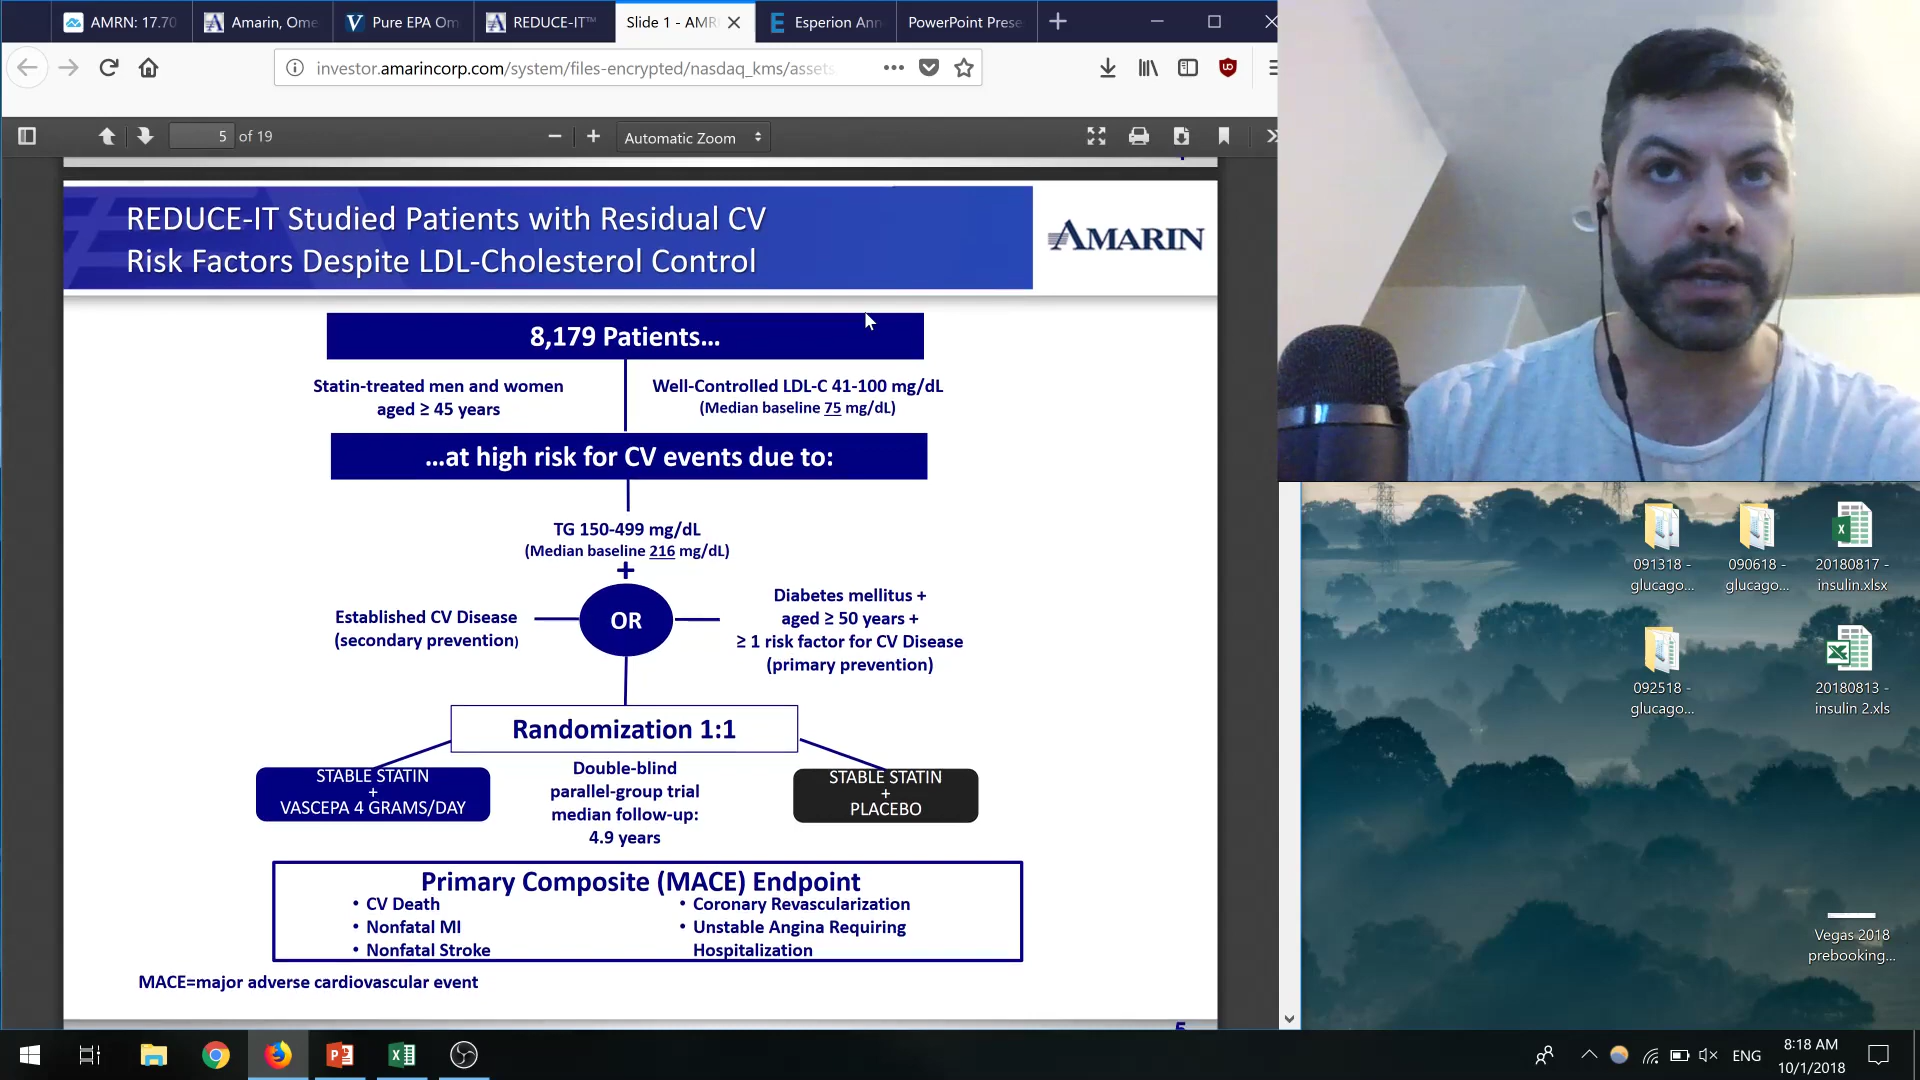 AMRN: 17.70
Amarin, Ome
Pure EPA Om
REDUCE-IT™
Slide 1 - AMR
Esperion Ann
PowerPoint Prese
investor.amarincorp.com/system/files-encrypted/nasdaq_kms/assets
5 of 19
Automatic Zoom
REDUCE-IT Studied Patients with Residual CV
Risk Factors Despite LDL-Cholesterol Control
AMARIN
8,179 Patients…
Statin-treated men and women
aged ≥ 45 years
Well-Controlled LDL-C 41-100 mg/dL
(Median baseline 75 mg/dL)
…at high risk for CV events due to:
TG 150-499 mg/dL
(Median baseline 216 mg/dL)
+
Established CV Disease
(secondary prevention)
OR
Diabetes mellitus +
aged ≥ 50 years +
≥ 1 risk factor for CV Disease
(primary prevention)
Randomization 1:1
STABLE STATIN
+
VASCEPA 4 GRAMS/DAY
Double-blind
parallel-group trial
median follow-up:
4.9 years
STABLE STATIN
+
PLACEBO
Primary Composite (MACE) Endpoint
• CV Death
• Nonfatal MI
• Nonfatal Stroke
• Coronary Revascularization
• Unstable Angina Requiring
Hospitalization
MACE=major adverse cardiovascular event
5
091318 -
glucago...
090618 -
glucago...
20180817 -
insulin.xlsx
092518 -
glucago...
20180813 -
insulin 2.xls
Vegas 2018
prebooking...
ENG
8:18 AM
10/1/2018